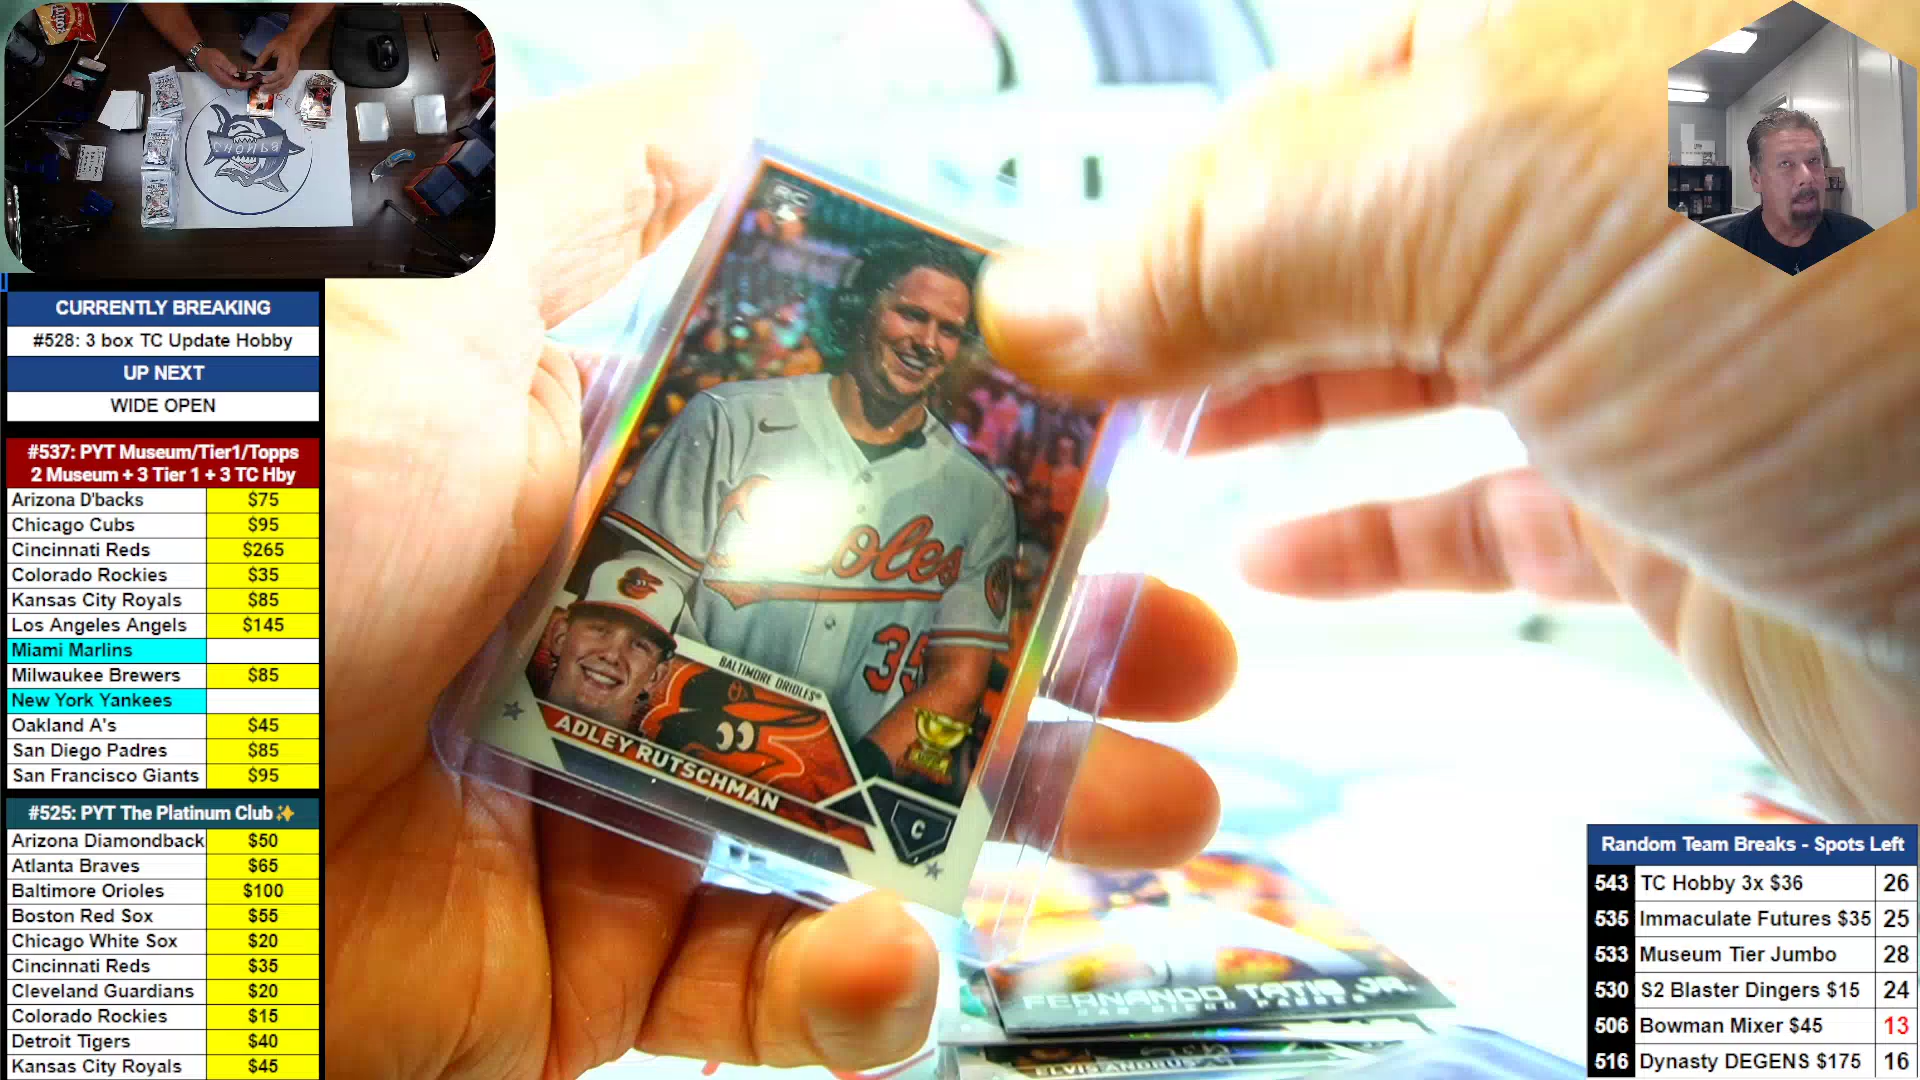 CHOMPB
CURRENTLY BREAKING
#528: 3 box TC Update Hobby
UP NEXT
WIDE OPEN
#537: PYT Museum/Tier1/Topps
2 Museum + 3 Tier 1 + 3 TC Hby
Arizona D'backs $75
Chicago Cubs $95
Cincinnati Reds $265
Colorado Rockies $35
Kansas City Royals $85
Los Angeles Angels $145
Miami Marlins
Milwaukee Brewers $85
New York Yankees
Oakland A's $45
San Diego Padres $85
San Francisco Giants $95
#525: PYT The Platinum Club✨
Arizona Diamondback $50
Atlanta Braves $65
Baltimore Orioles $100
Boston Red Sox $55
Chicago White Sox $20
Cincinnati Reds $35
Cleveland Guardians $20
Colorado Rockies $15
Detroit Tigers $40
Kansas City Royals $45
RC
oles
35
BALTIMORE ORIOLES
ADLEY RUTSCHMAN
C
FERNANDO TATIS JR.
SAN DIEGO PADRES
ELVIS ANDRUS
Random Team Breaks - Spots Left
543 TC Hobby 3x $36 26
535 Immaculate Futures $35 25
533 Museum Tier Jumbo 28
530 S2 Blaster Dingers $15 24
506 Bowman Mixer $45 13
516 Dynasty DEGENS $175 16